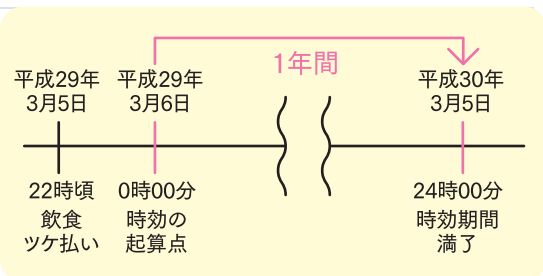 1年間
平成29年
3月5日
平成29年
3月6日
平成30年
3月5日
22時頃
飲食
ツケ払い
0時00分
時効の
起算点
24時00分
時効期間
満了